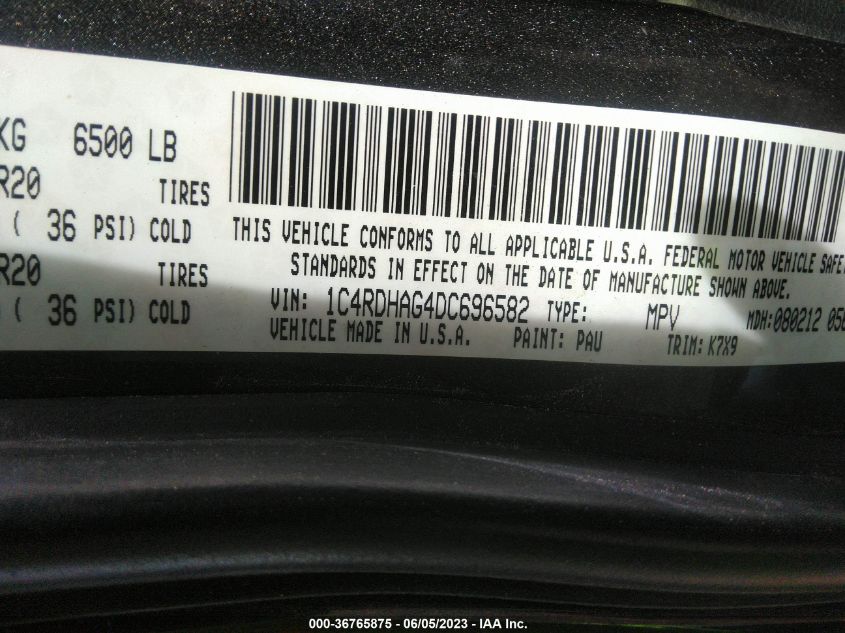 KG 6500 LB
R20 TIRES
( 36 PSI) COLD
R20 TIRES
( 36 PSI) COLD
THIS VEHICLE CONFORMS TO ALL APPLICABLE U.S.A. FEDERAL MOTOR VEHICLE SAFE
STANDARDS IN EFFECT ON THE DATE OF MANUFACTURE SHOWN ABOVE.
VIN: 1C4RDHAG4DC696582 TYPE: MPV MDH:080212 05
VEHICLE MADE IN U.S.A. PAINT: PAU TRIM: K7X9
000-36765875 - 06/05/2023 - IAA Inc.